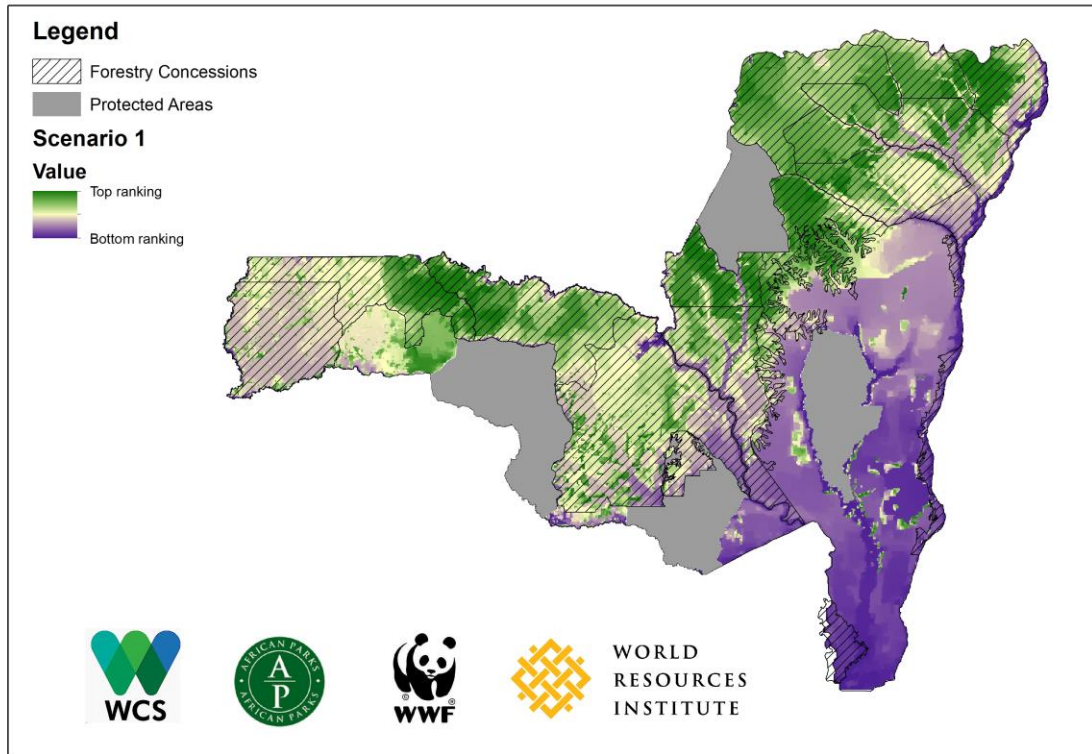 Legend
Forestry Concessions
Protected Areas
Scenario 1
Value
Top ranking
Bottom ranking
WCS
AFRICAN PARKS
A
P
AFRICAN PARKS
©
WWF
®
WORLD
RESOURCES
INSTITUTE